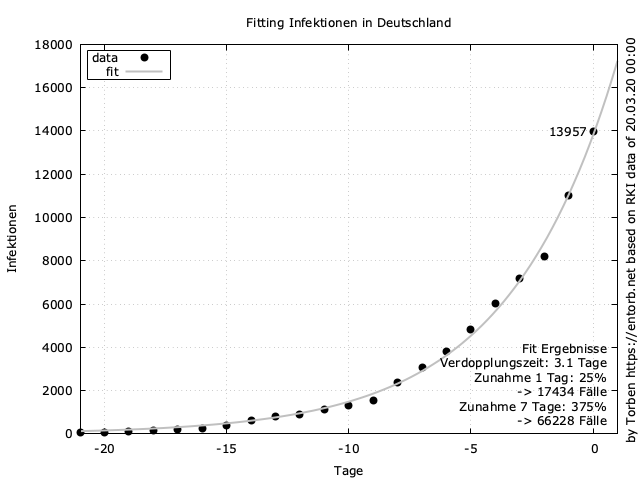 Fitting Infektionen in Deutschland
18000
16000
14000
12000
10000
8000
6000
4000
2000
0
Infektionen
data
fit
13957
Fit Ergebnisse
Verdopplungszeit: 3.1 Tage
Zunahme 1 Tag: 25%
-> 17434 Fälle
Zunahme 7 Tage: 375%
-> 66228 Fälle
-20 -15 -10 -5 0
Tage
by Torben https://entorb.net based on RKI data of 20.03.20 00:00